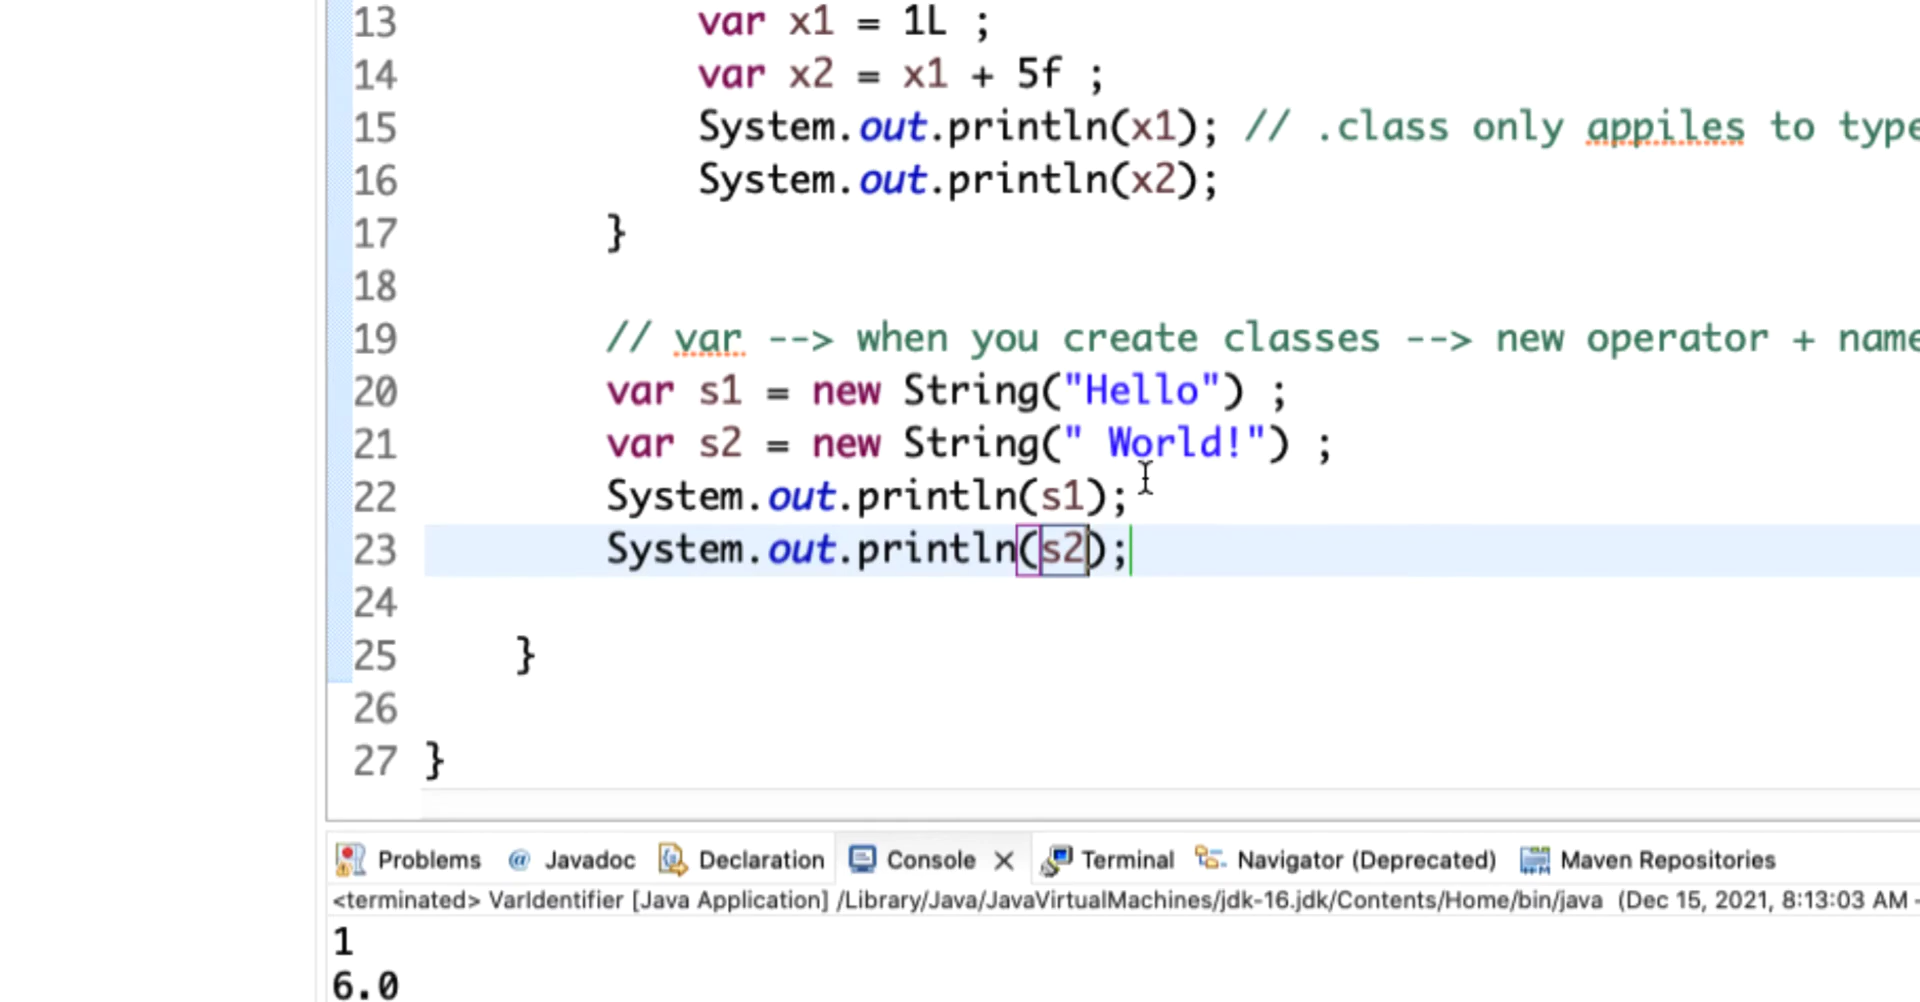 13 var x1 = 1L ;
14 var x2 = x1 + 5f ;
15 System.out.println(x1); // .class only appiles to type
16 System.out.println(x2);
17 }
18
19 // var --> when you create classes --> new operator + name
20 var s1 = new String("Hello") ;
21 var s2 = new String(" World!") ;
22 System.out.println(s1);
23 System.out.println(s2);
24
25 }
26
27 }
Problems @ Javadoc Declaration Console Terminal Navigator (Deprecated) Maven Repositories
<terminated> VarIdentifier [Java Application] /Library/Java/JavaVirtualMachines/jdk-16.jdk/Contents/Home/bin/java (Dec 15, 2021, 8:13:03 AM -
1
6.0